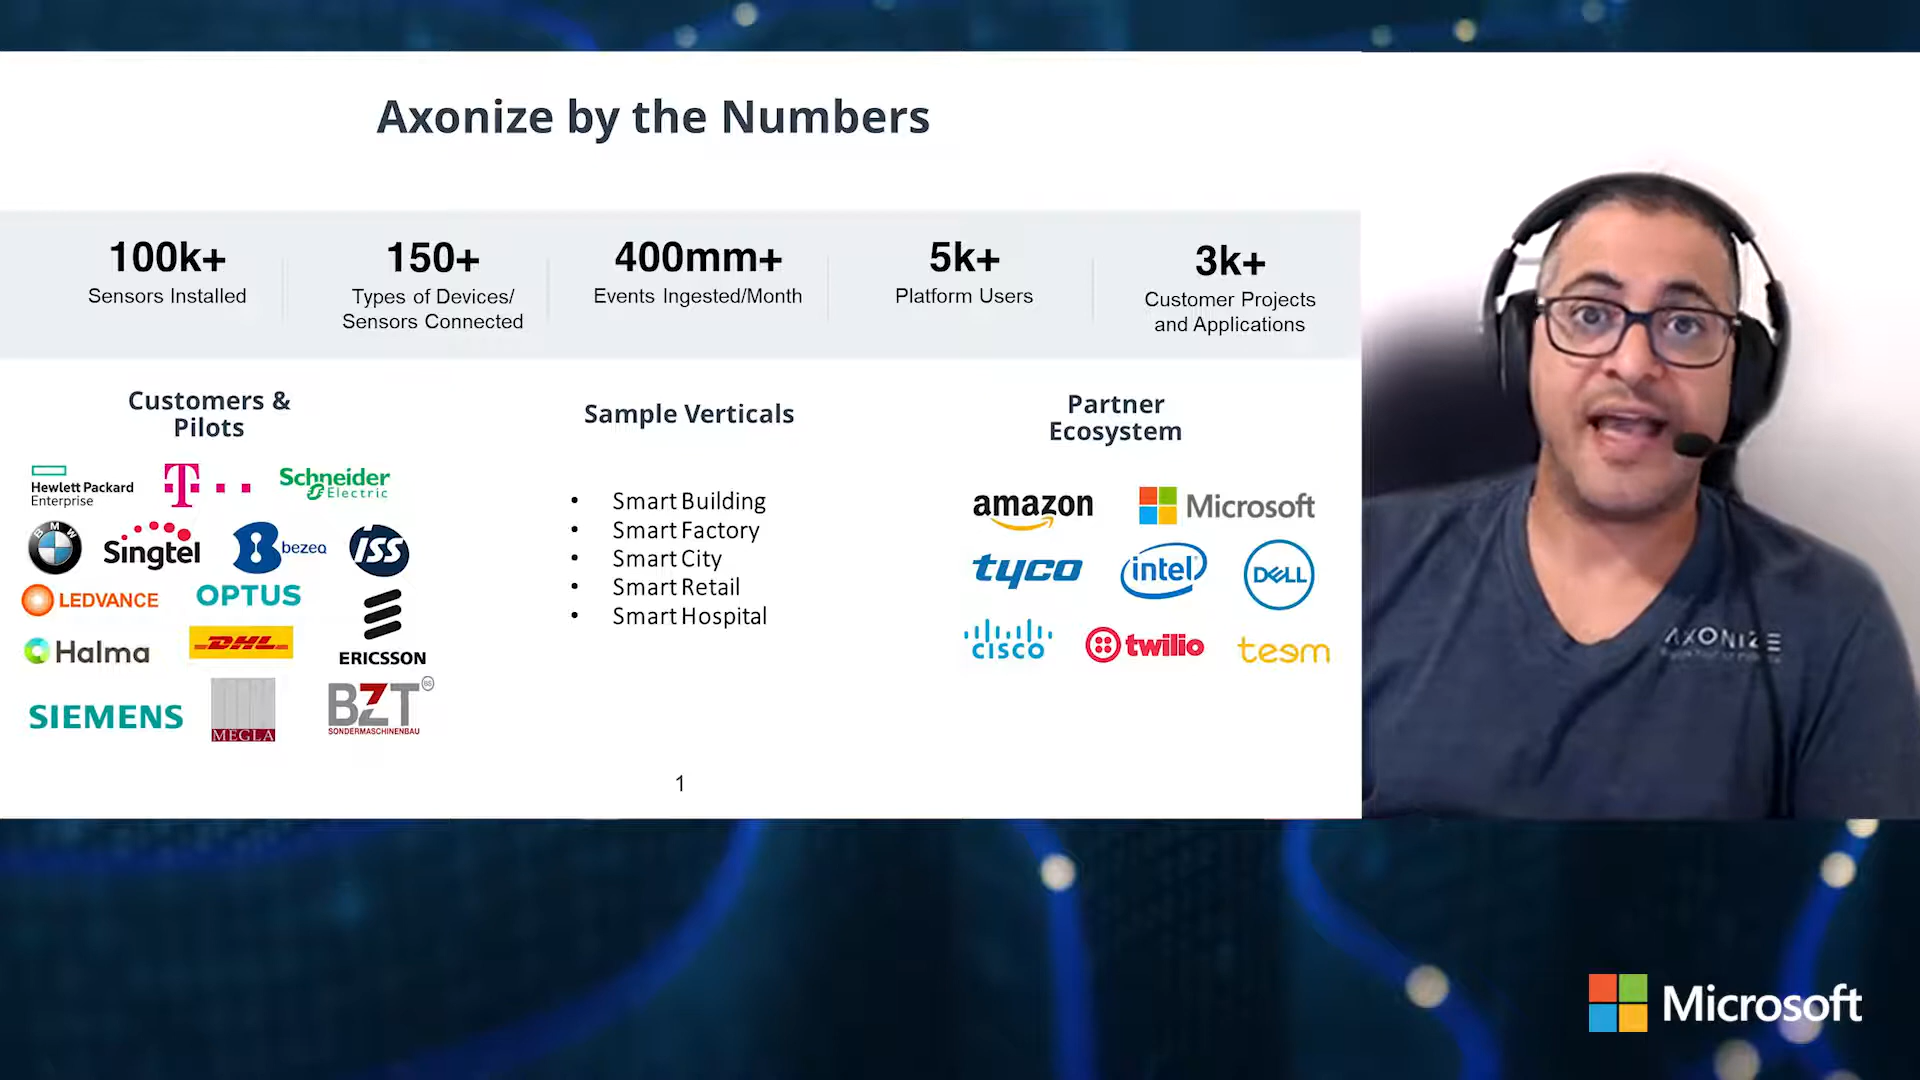 Axonize by the Numbers
100k+
Sensors Installed
150+
Types of Devices/
Sensors Connected
400mm+
Events Ingested/Month
5k+
Platform Users
3k+
Customer Projects
and Applications
Customers &
Pilots
Hewlett Packard
Enterprise
T
Schneider
Electric
BMW
Singtel
bezeq
ISS
LEDVANCE
OPTUS
ERICSSON
Halma
DHL
SIEMENS
MEGLA
BZT
SONDERMASCHINENBAU
Sample Verticals
• Smart Building
• Smart Factory
• Smart City
• Smart Retail
• Smart Hospital
Partner
Ecosystem
amazon
Microsoft
tyco
intel
DELL
cisco
twilio
teem
1
AXONIZE
Microsoft